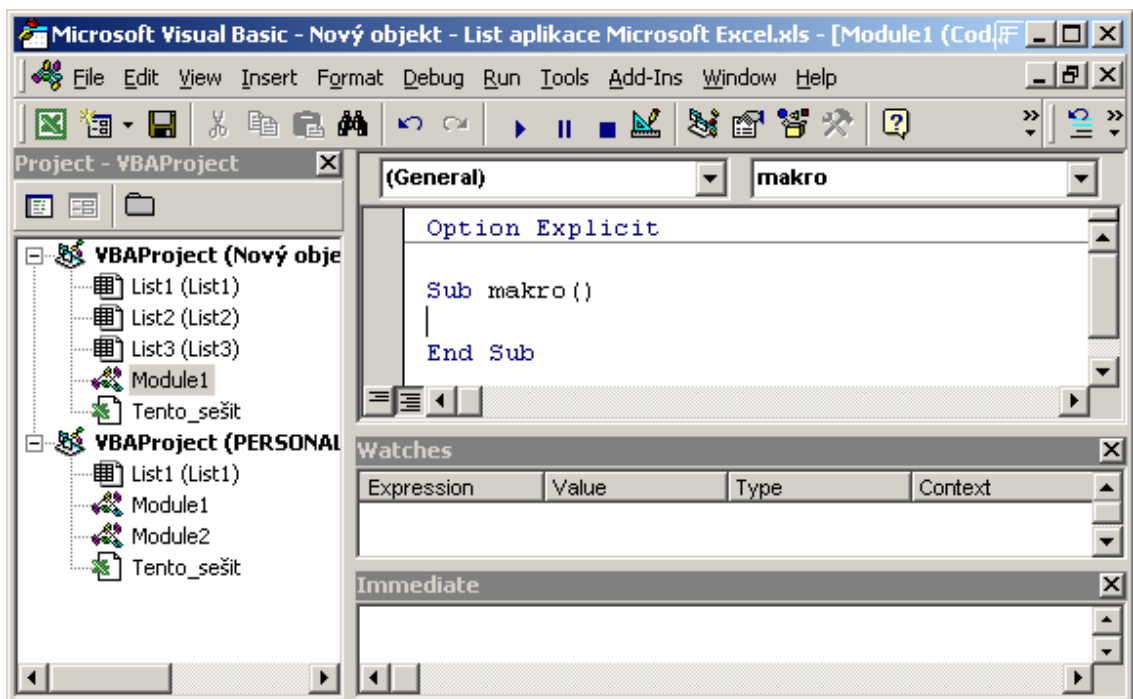 Microsoft Visual Basic - Nový objekt - List aplikace Microsoft Excel.xls - [Module1 (Cod
File Edit View Insert Format Debug Run Tools Add-Ins Window Help
Project - VBAProject
VBAProject (Nový obje
List1 (List1)
List2 (List2)
List3 (List3)
Module1
Tento_sešit
VBAProject (PERSONAL
List1 (List1)
Module1
Module2
Tento_sešit
(General) makro
Option Explicit
Sub makro()
End Sub
Watches
Expression Value Type Context
Immediate